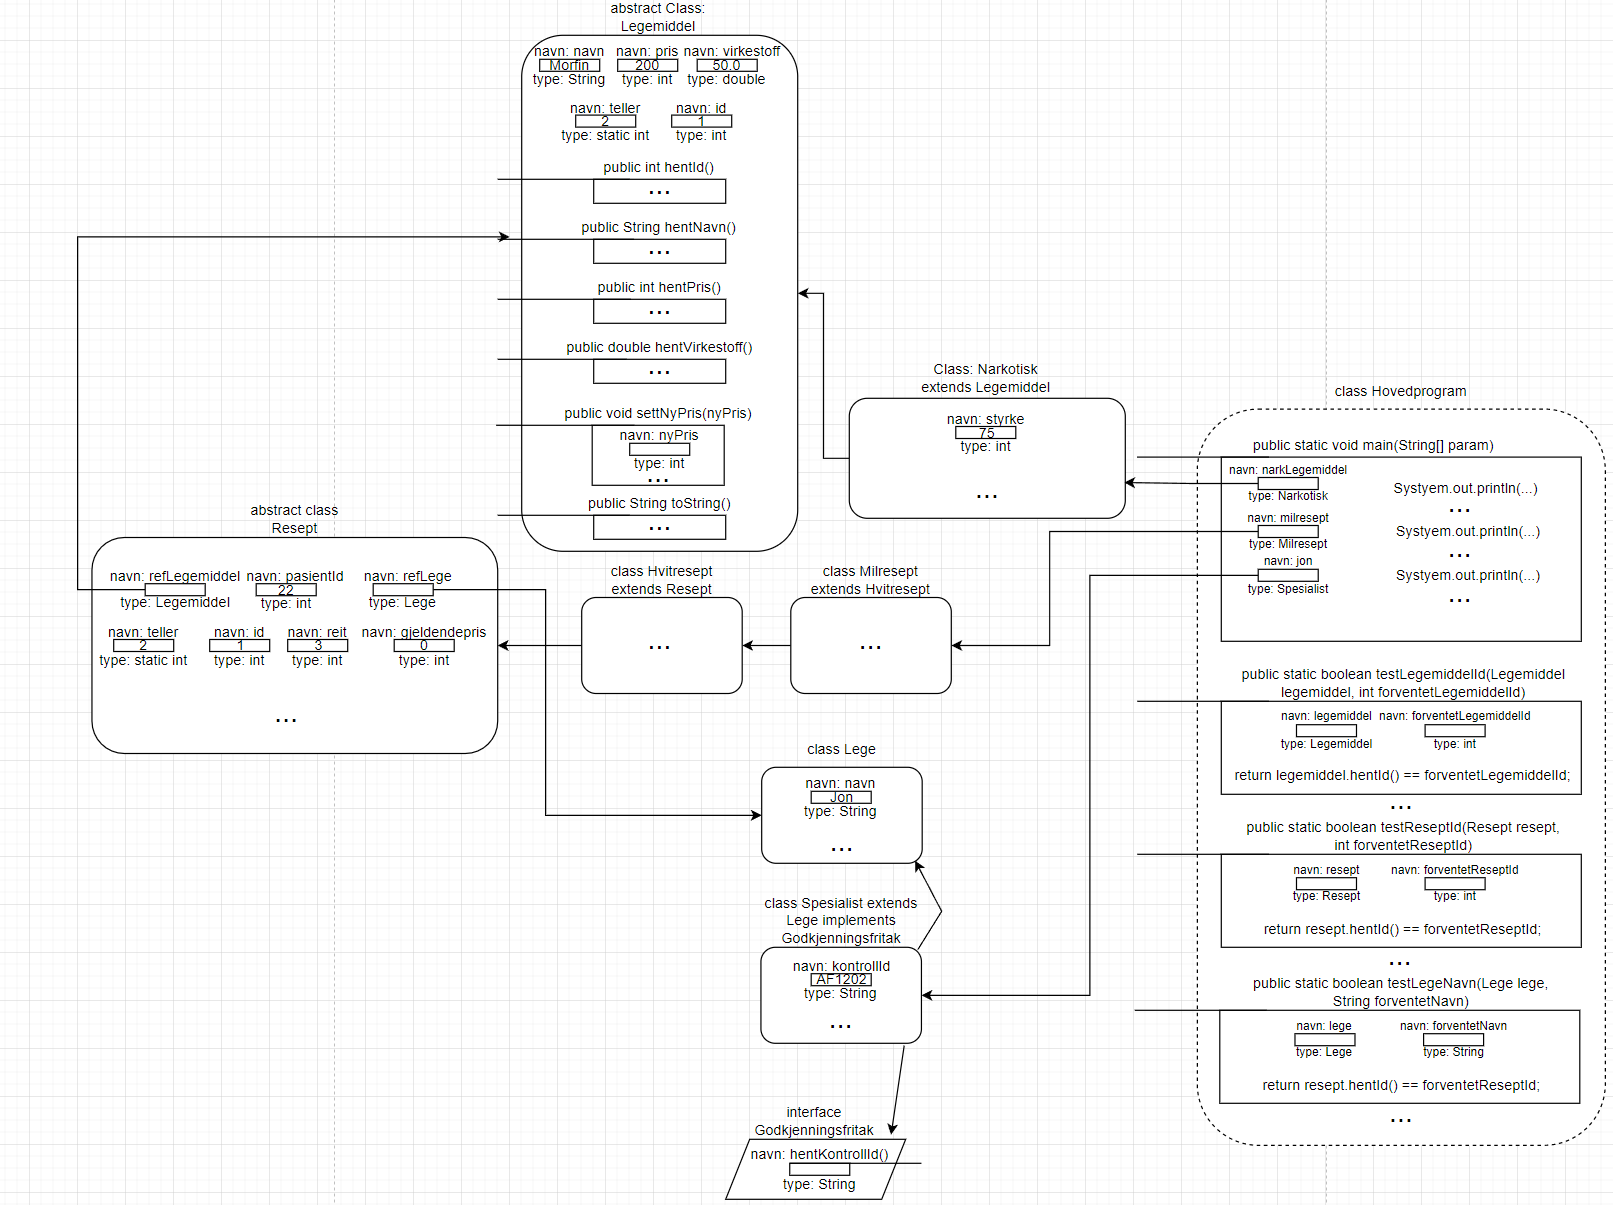 abstract Class:
Legemiddel
navn: navn
Morfin
type: String
navn: pris
200
type: int
navn: virkestoff
50.0
type: double
navn: teller
2
type: static int
navn: id
1
type: int
public int hentId()
...
public String hentNavn()
...
public int hentPris()
...
public double hentVirkestoff()
...
public void settNyPris(nyPris)
navn: nyPris
type: int
...
public String toString()
...
Class: Narkotisk
extends Legemiddel
navn: styrke
75
type: int
...
abstract class
Resept
navn: refLegemiddel
type: Legemiddel
navn: pasientId
22
type: int
navn: refLege
type: Lege
navn: teller
2
type: static int
navn: id
1
type: int
navn: reit
3
type: int
navn: gjeldendepris
0
type: int
...
class Hvitresept
extends Resept
...
class Milresept
extends Hvitresept
...
class Lege
navn: navn
Jon
type: String
...
class Spesialist extends
Lege implements
Godkjenningsfritak
navn: kontrollId
AF1202
type: String
...
interface
Godkjenningsfritak
navn: hentKontrollId()
type: String
class Hovedprogram
public static void main(String[] param)
navn: narkLegemiddel
type: Narkotisk
Systyem.out.println(...)
...
navn: milresept
type: Milresept
Systyem.out.println(...)
...
navn: jon
type: Spesialist
Systyem.out.println(...)
...
public static boolean testLegemiddelId(Legemiddel
legemiddel, int forventetLegemiddelId)
navn: legemiddel
type: Legemiddel
navn: forventetLegemiddelId
type: int
return legemiddel.hentId() == forventetLegemiddelId;
...
public static boolean testReseptId(Resept resept,
int forventetReseptId)
navn: resept
type: Resept
navn: forventetReseptId
type: int
return resept.hentId() == forventetReseptId;
...
public static boolean testLegeNavn(Lege lege,
String forventetNavn)
navn: lege
type: Lege
navn: forventetNavn
type: String
return resept.hentId() == forventetReseptId;
...